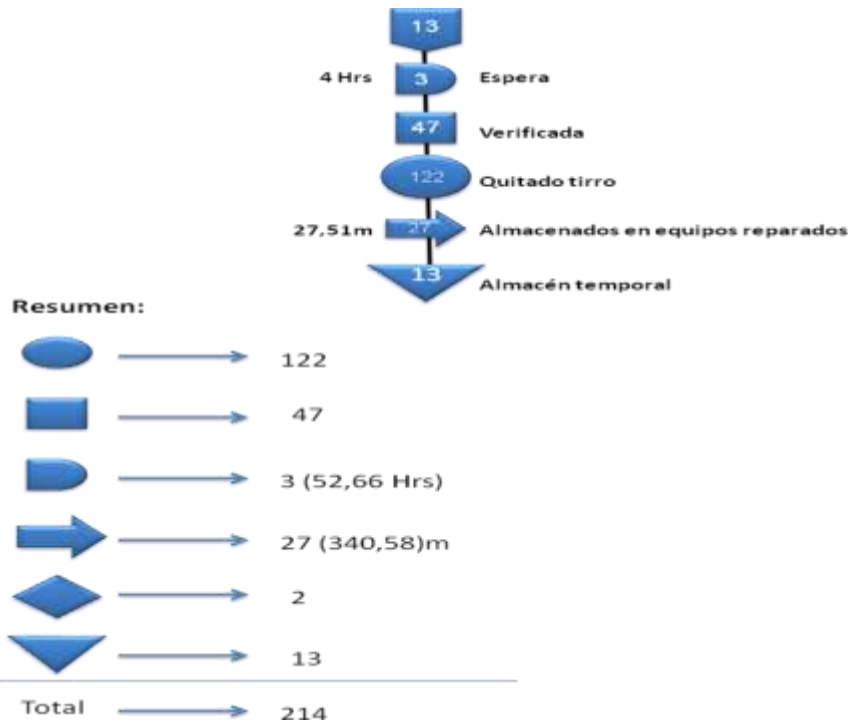 13
4 Hrs 3 Espera
47 Verificada
122 Quitado tirro
27,51m 27 Almacenados en equipos reparados
13 Almacén temporal
Resumen:
122
47
3 (52,66 Hrs)
27 (340,58)m
2
13
Total 214